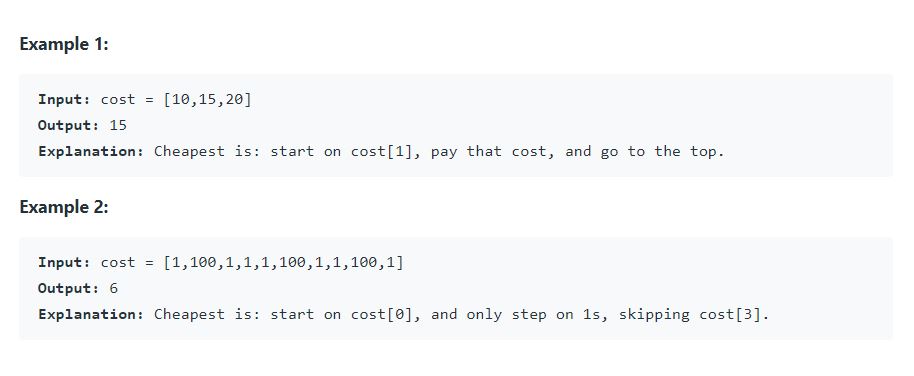 Example 1:
Input: cost = [10,15,20]
Output: 15
Explanation: Cheapest is: start on cost[1], pay that cost, and go to the top.
Example 2:
Input: cost = [1,100,1,1,1,100,1,1,100,1]
Output: 6
Explanation: Cheapest is: start on cost[0], and only step on 1s, skipping cost[3].